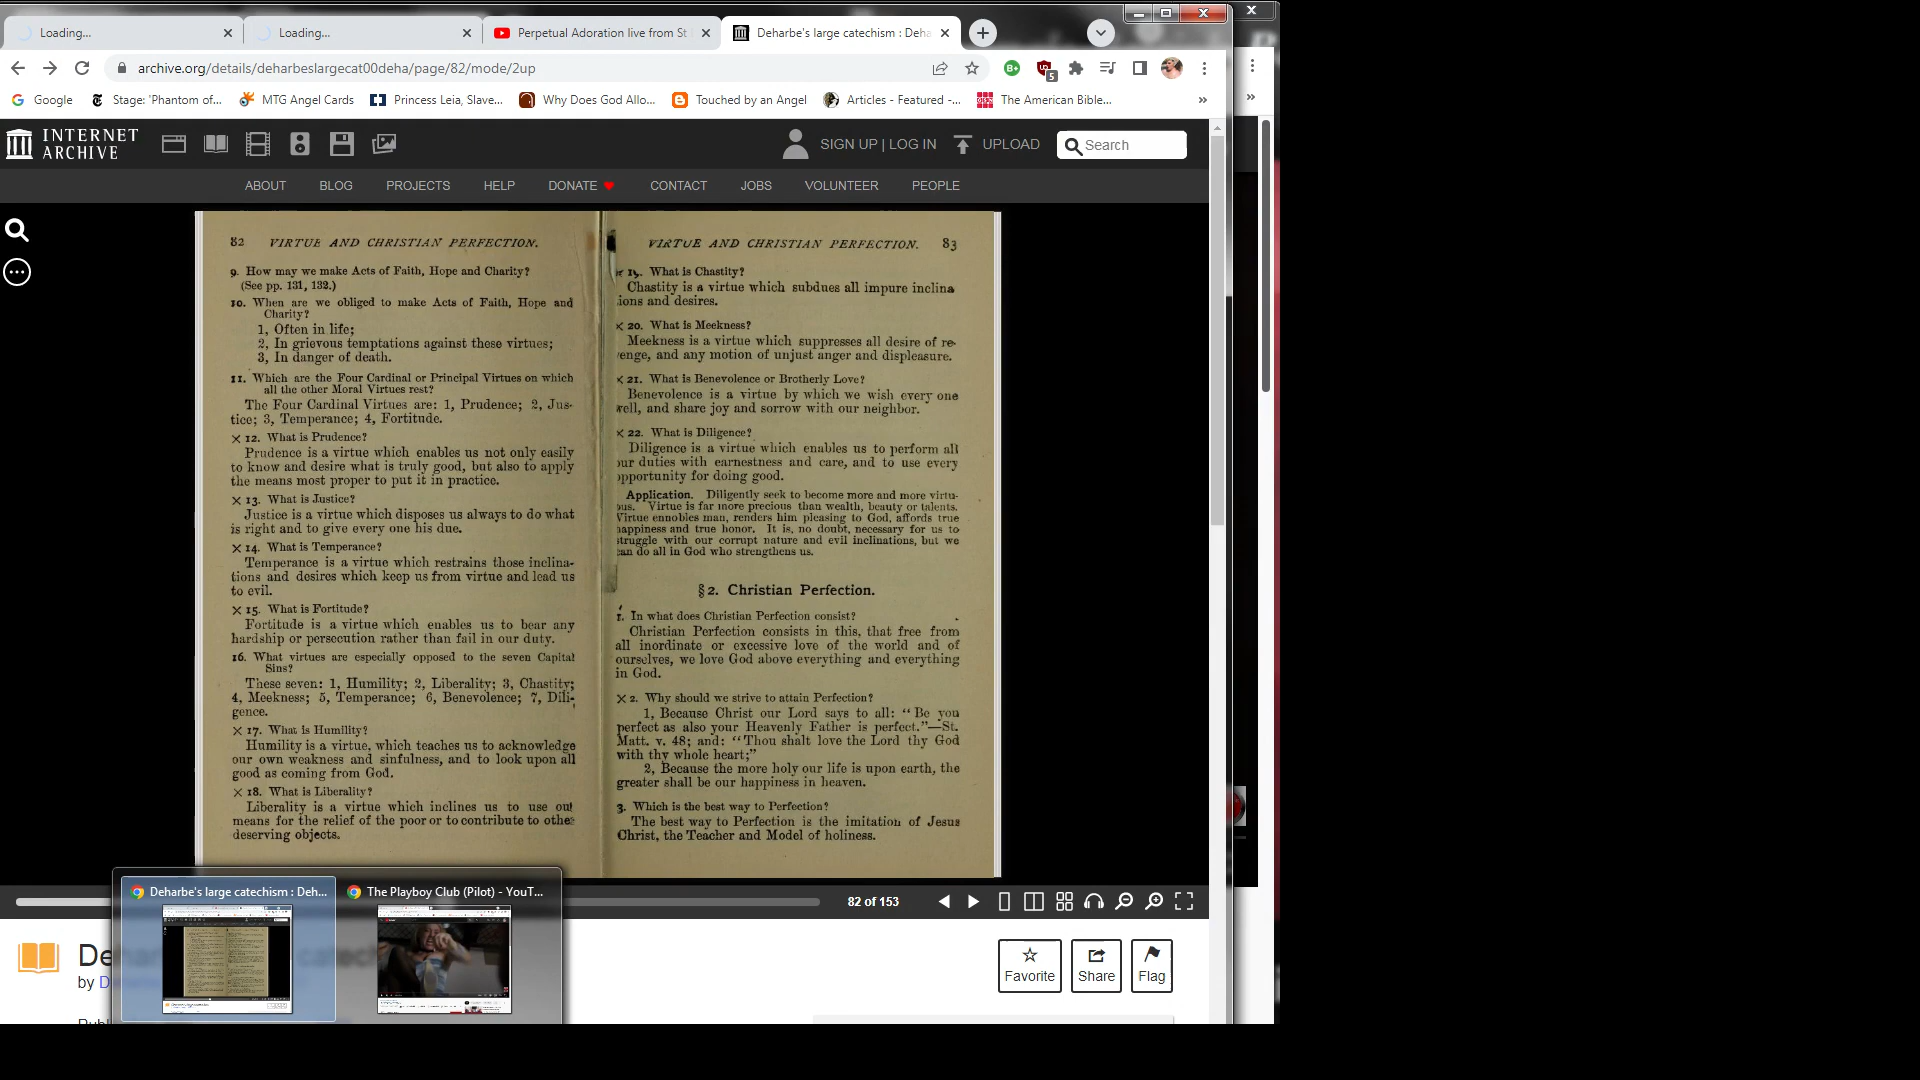 Loading...
Loading...
Perpetual Adoration live from St
Deharbe's large catechism : Deha
archive.org/details/deharbeslargecat00deha/page/82/mode/2up
5
Google
Stage: 'Phantom of...
MTG Angel Cards
Princess Leia, Slave...
Why Does God Allo...
Touched by an Angel
Articles - Featured -...
The American Bible...
INTERNET
ARCHIVE
SIGN UP | LOG IN
UPLOAD
Search
ABOUT
BLOG
PROJECTS
HELP
DONATE
CONTACT
JOBS
VOLUNTEER
PEOPLE
82 VIRTUE AND CHRISTIAN PERFECTION.
9. How may we make Acts of Faith, Hope and Charity?
(See pp. 131, 132.)
10. When are we obliged to make Acts of Faith, Hope and
Charity?
1, Often in life;
2, In grievous temptations against these virtues;
3, In danger of death.
11. Which are the Four Cardinal or Principal Virtues on which
all the other Moral Virtues rest?
The Four Cardinal Virtues are: 1, Prudence; 2, Jus-
tice; 3, Temperance; 4, Fortitude.
× 12. What is Prudence?
Prudence is a virtue which enables us not only easily
to know and desire what is truly good, but also to apply
the means most proper to put it in practice.
× 13. What is Justice?
Justice is a virtue which disposes us always to do what
is right and to give every one his due.
× 14. What is Temperance?
Temperance is a virtue which restrains those inclina-
tions and desires which keep us from virtue and lead us
to evil.
× 15. What is Fortitude?
Fortitude is a virtue which enables us to bear any
hardship or persecution rather than fail in our duty.
16. What virtues are especially opposed to the seven Capital
Sins?
These seven: 1, Humility; 2, Liberality; 3, Chastity;
4, Meekness; 5, Temperance; 6, Benevolence; 7, Dili-
gence.
× 17. What is Humility?
Humility is a virtue, which teaches us to acknowledge
our own weakness and sinfulness, and to look upon all
good as coming from God.
× 18. What is Liberality?
Liberality is a virtue which inclines us to use out
means for the relief of the poor or to contribute to othe
deserving objects.
VIRTUE AND CHRISTIAN PERFECTION. 83
19. What is Chastity?
Chastity is a virtue which subdues all impure inclina
ions and desires.
× 20. What is Meekness?
Meekness is a virtue which suppresses all desire of re-
venge, and any motion of unjust anger and displeasure.
× 21. What is Benevolence or Brotherly Love?
Benevolence is a virtue by which we wish every one
well, and share joy and sorrow with our neighbor.
× 22. What is Diligence?
Diligence is a virtue which enables us to perform all
our duties with earnestness and care, and to use every
opportunity for doing good.
Application. Diligently seek to become more and more virtu-
ous. Virtue is far more precious than wealth, beauty or talents.
Virtue ennobles man, renders him pleasing to God, affords true
happiness and true honor. It is, no doubt, necessary for us to
struggle with our corrupt nature and evil inclinations, but we
can do all in God who strengthens us.
§ 2. Christian Perfection.
1. In what does Christian Perfection consist?
Christian Perfection consists in this, that free from
all inordinate or excessive love of the world and of
ourselves, we love God above everything and everything
in God.
× 2. Why should we strive to attain Perfection?
1, Because Christ our Lord says to all: “Be you
perfect as also your Heavenly Father is perfect.”—St.
Matt. v. 48; and: “Thou shalt love the Lord thy God
with thy whole heart;”
2, Because the more holy our life is upon earth, the
greater shall be our happiness in heaven.
3. Which is the best way to Perfection?
The best way to Perfection is the imitation of Jesus
Christ, the Teacher and Model of holiness.
82 of 153
Deharbe's large catechism : Deh...
The Playboy Club (Pilot) - YouT...
De
by D
Favorite
Share
Flag